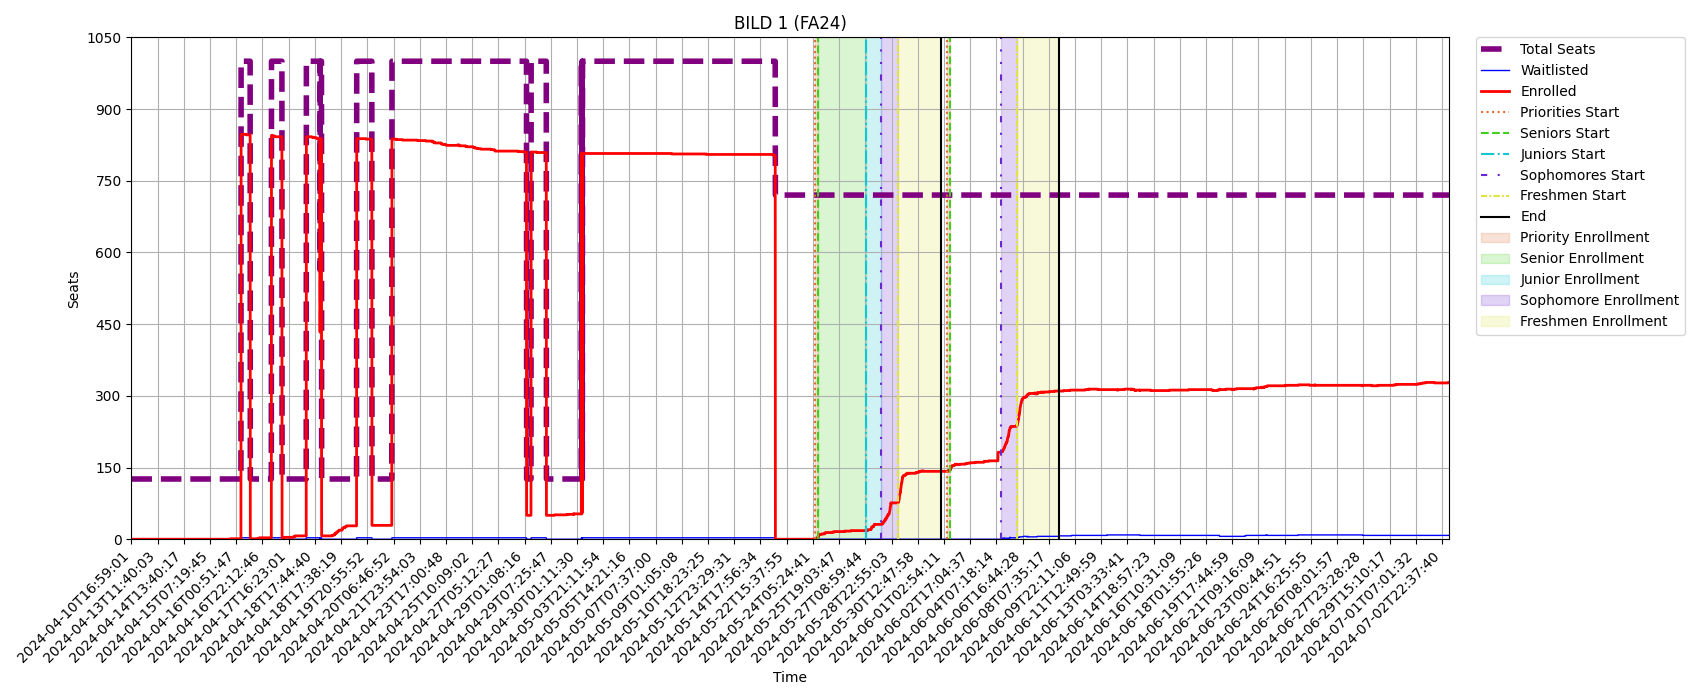 BILD 1 (FA24)
1050
900
750
600
450
300
150
0
Seats
2024-04-10T16:59:01
2024-04-13T11:40:03
2024-04-14T13:40:17
2024-04-15T07:19:45
2024-04-16T00:51:47
2024-04-16T22:12:46
2024-04-17T16:23:01
2024-04-18T17:44:40
2024-04-18T17:38:19
2024-04-19T20:55:52
2024-04-20T06:46:52
2024-04-21T23:54:03
2024-04-23T17:00:48
2024-04-25T10:09:02
2024-04-27T05:12:27
2024-04-29T01:08:16
2024-04-29T07:25:47
2024-04-30T01:11:30
2024-05-03T21:11:54
2024-05-05T14:21:16
2024-05-07T07:37:00
2024-05-09T01:05:08
2024-05-10T18:23:25
2024-05-12T23:29:31
2024-05-14T17:56:34
2024-05-22T15:37:55
2024-05-24T05:24:41
2024-05-25T19:03:47
2024-05-27T08:59:44
2024-05-28T22:55:03
2024-05-30T12:47:58
2024-06-01T02:54:11
2024-06-02T17:04:37
2024-06-04T07:18:14
2024-06-06T16:44:28
2024-06-08T07:35:17
2024-06-09T22:11:06
2024-06-11T12:49:59
2024-06-13T03:33:41
2024-06-14T18:57:23
2024-06-16T10:31:09
2024-06-18T01:55:26
2024-06-19T17:44:59
2024-06-21T09:16:09
2024-06-23T00:44:51
2024-06-24T16:25:55
2024-06-26T08:01:57
2024-06-27T23:28:28
2024-06-29T15:10:17
2024-07-01T07:01:32
2024-07-02T22:37:40
Time
Total Seats
Waitlisted
Enrolled
Priorities Start
Seniors Start
Juniors Start
Sophomores Start
Freshmen Start
End
Priority Enrollment
Senior Enrollment
Junior Enrollment
Sophomore Enrollment
Freshmen Enrollment